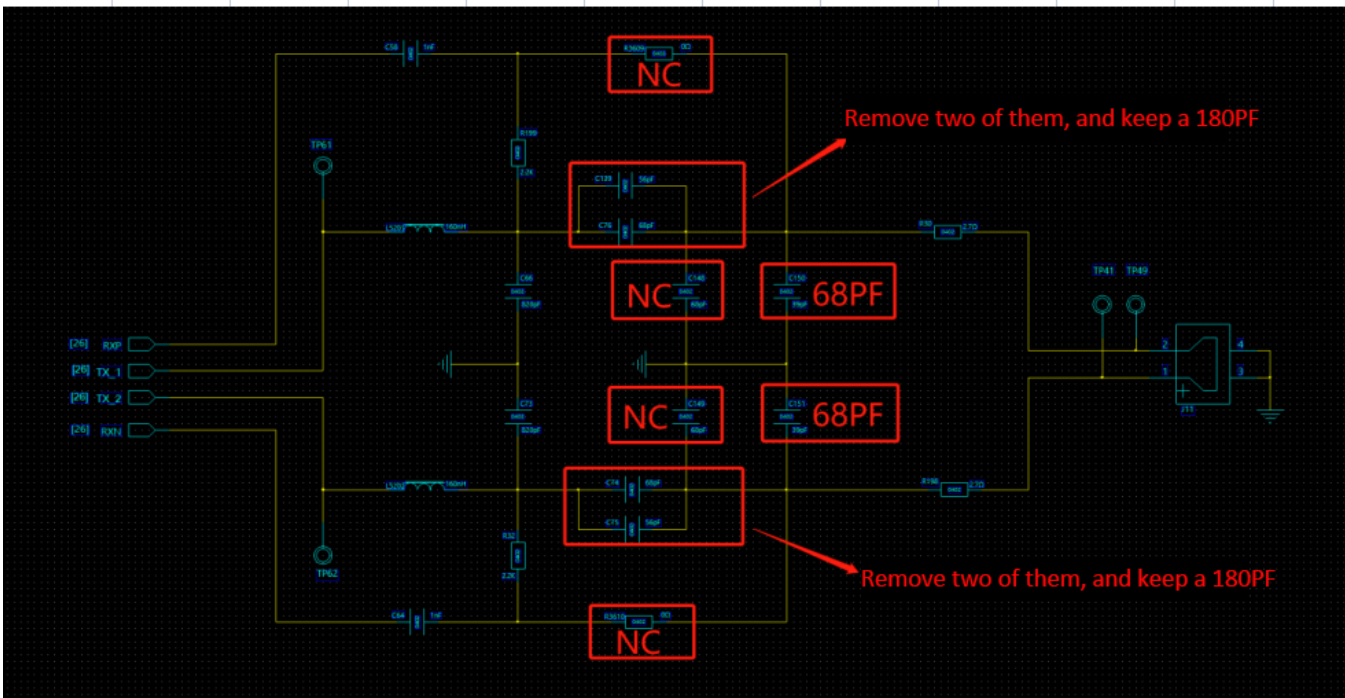 C58 1nF
R3609 0Ω
NC
Remove two of them, and keep a 180PF
R199
2.2K
TP61
C139 56pF
L5203 160nH
C76 68pF
R30 2.7Ω
C66
820pF
NC
C148
68pF
C150
68PF
39pF
TP41 TP49
[26] RXP
[26] TX_1
[26] TX_2
[26] RXN
2 4
1 3
J11
C73
820pF
NC
C149
68pF
C151
68PF
39pF
L5202 160nH
C74 68pF
R198 2.7Ω
C75 56pF
R32
2.2K
TP62
Remove two of them, and keep a 180PF
C64 1nF
R3610 0Ω
NC